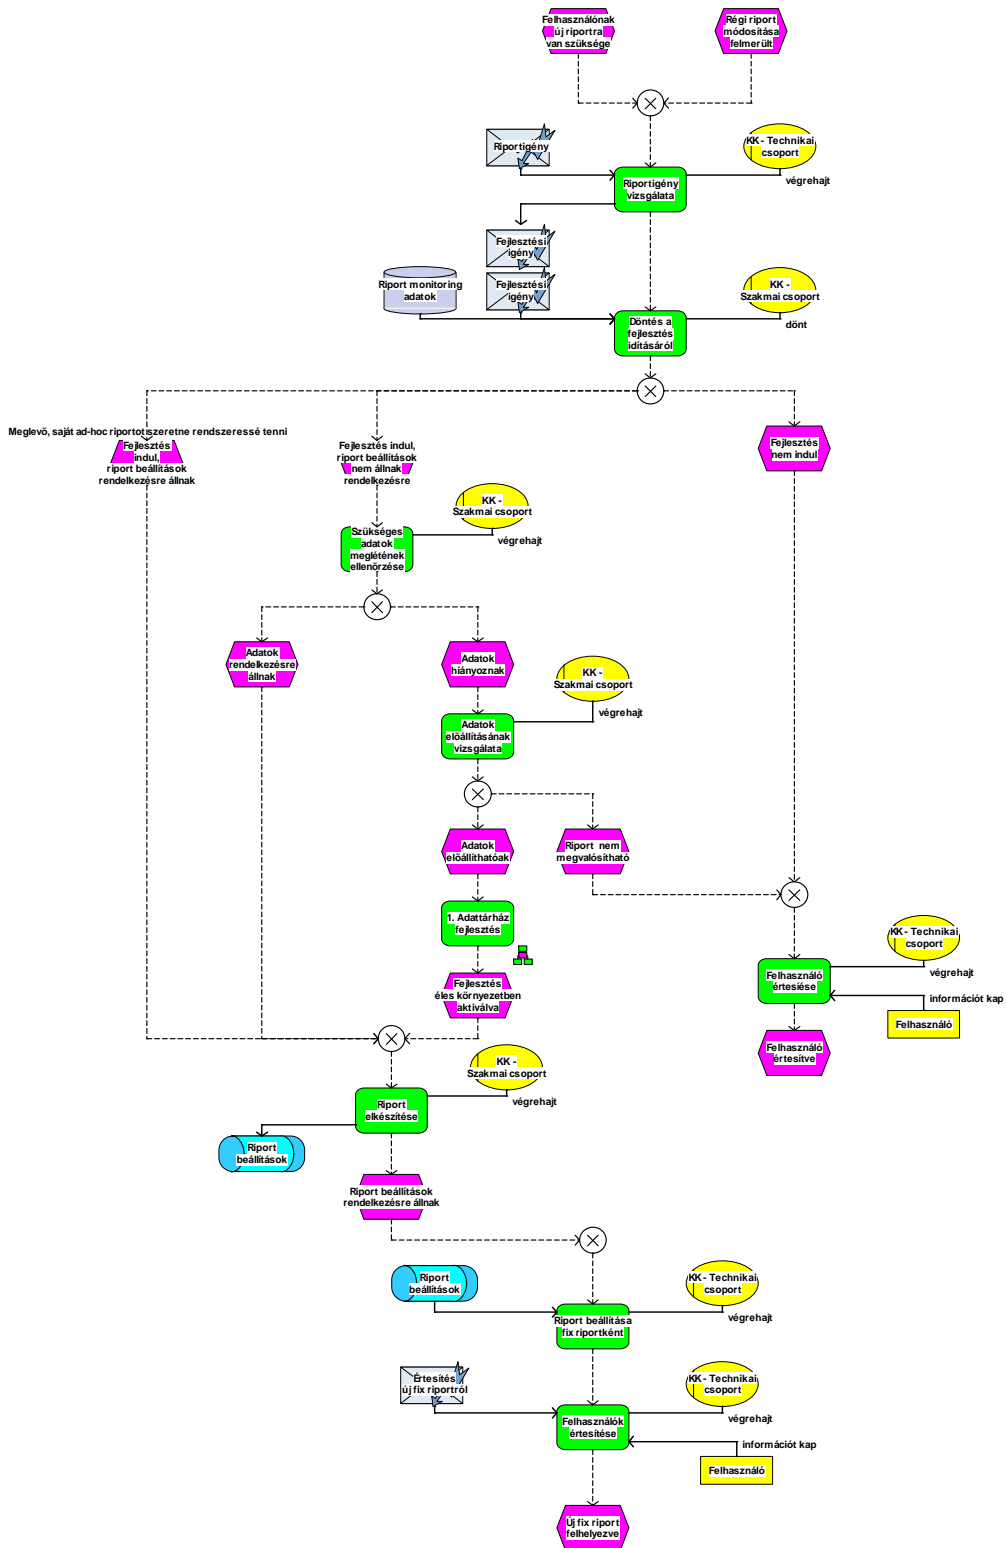 Felhasználónak
új riportra
van szüksége
Régi riport
módosítása
felmerült
Riportigény
KK - Technikai
csoport
végrehajt
Riportigény
vizsgálata
Fejlesztési
igény
Riport monitoring
adatok
Fejlesztési
igény
KK -
Szakmai csoport
dönt
Döntés a
fejlesztés
idításáról
Meglevő, saját ad-hoc riportot szeretne rendszeressé tenni
Fejlesztés
indul,
riport beállítások
rendelkezésre állnak
Fejlesztés indul,
riport beállítások
nem állnak
rendelkezésre
Fejlesztés
nem indul
KK -
Szakmai csoport
végrehajt
Szükséges
adatok
meglétének
ellenőrzése
Adatok
rendelkezésre
állnak
Adatok
hiányoznak
KK -
Szakmai csoport
végrehajt
Adatok
előállításának
vizsgálata
Adatok
előállíthatóak
Riport nem
megvalósítható
1. Adattárház
fejlesztés
KK - Technikai
csoport
végrehajt
Felhasználó
értesíése
információt kap
Felhasználó
Fejlesztés
éles környezetben
aktiválva
Felhasználó
értesítve
KK -
Szakmai csoport
végrehajt
Riport
elkészítése
Riport
beállítások
Riport beállítások
rendelkezésre állnak
Riport
beállítások
KK - Technikai
csoport
végrehajt
Riport beállítása
fix riportként
Értesítés
új fix riportról
KK - Technikai
csoport
végrehajt
Felhasználók
értesítése
információt kap
Felhasználó
Új fix riport
felhelyezve